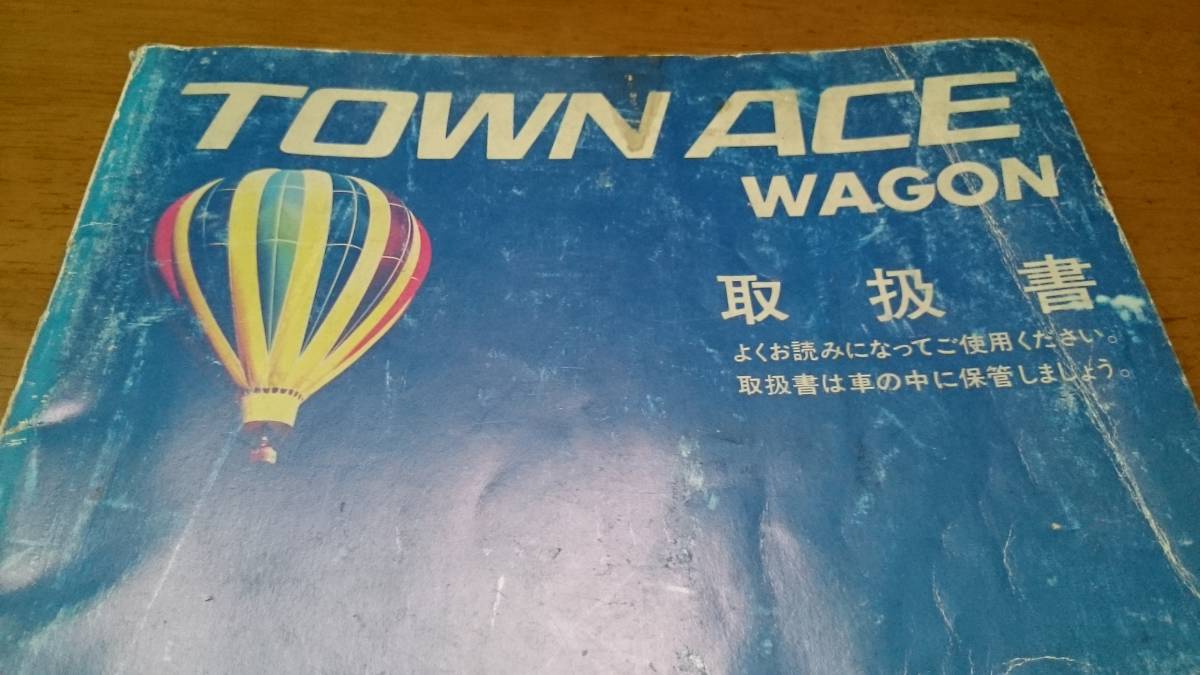 TOWN ACE
WAGON
取扱書
よくお読みになってご使用ください。
取扱書は車の中に保管しましょう。